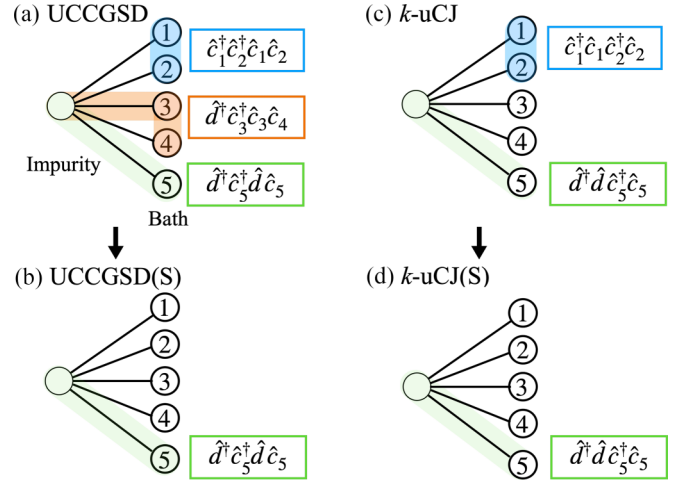 (a) UCCGSD
1
2
3
4
5
ĉ₁†ĉ₂†ĉ₁ĉ₂
d̂†ĉ₃†ĉ₃ĉ₄
d̂†ĉ₅†d̂ĉ₅
Impurity
Bath
(c) k-uCJ
1
2
3
4
5
ĉ₁†ĉ₁ĉ₂†ĉ₂
d̂†d̂ĉ₅†ĉ₅
(b) UCCGSD(S)
1
2
3
4
5
d̂†ĉ₅†d̂ĉ₅
(d) k-uCJ(S)
1
2
3
4
5
d̂†d̂ĉ₅†ĉ₅